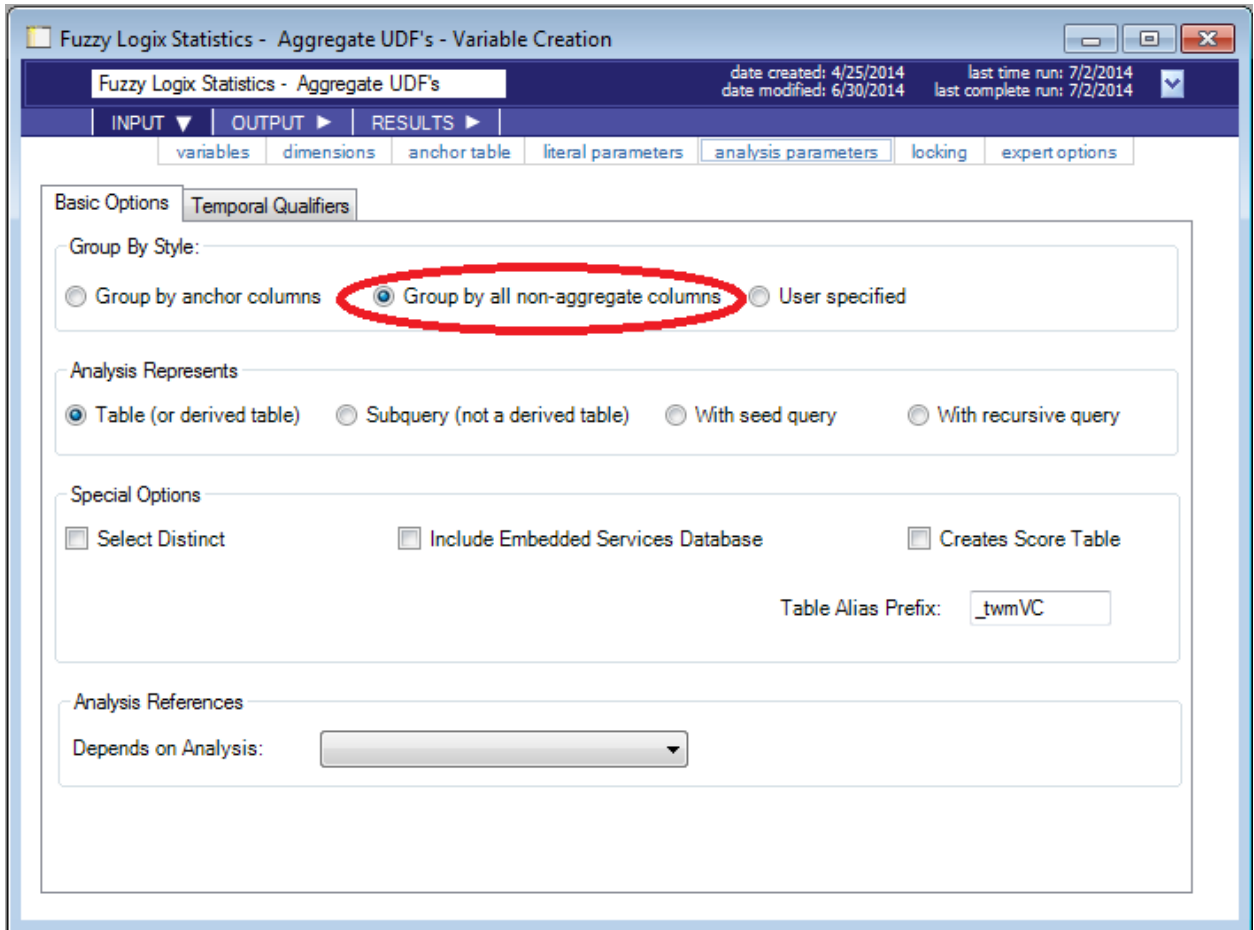 Fuzzy Logix Statistics - Aggregate UDF's - Variable Creation
Fuzzy Logix Statistics - Aggregate UDF's
date created: 4/25/2014 last time run: 7/2/2014
date modified: 6/30/2014 last complete run: 7/2/2014
INPUT ▼ OUTPUT ► RESULTS ►
variables dimensions anchor table literal parameters analysis parameters locking expert options
Basic Options Temporal Qualifiers
Group By Style:
Group by anchor columns Group by all non-aggregate columns User specified
Analysis Represents
Table (or derived table) Subquery (not a derived table) With seed query With recursive query
Special Options
Select Distinct Include Embedded Services Database Creates Score Table
Table Alias Prefix: _twmVC
Analysis References
Depends on Analysis: